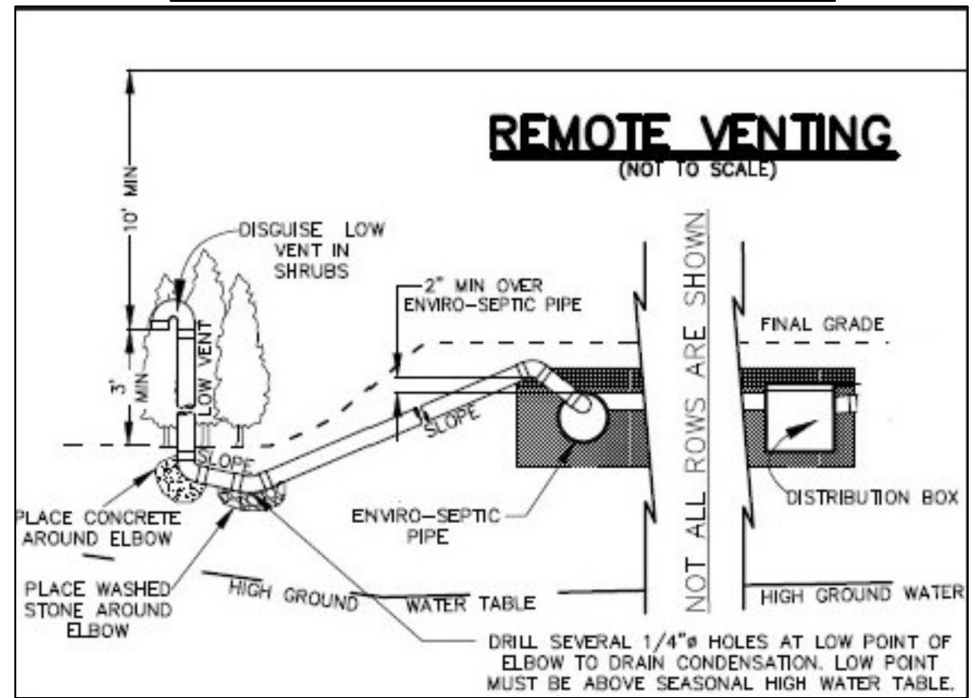 REMOTE VENTING
(NOT TO SCALE)
10' MIN
DISGUISE LOW
VENT IN
SHRUBS
2" MIN OVER
ENVIRO-SEPTIC PIPE
NOT ALL ROWS ARE SHOWN
FINAL GRADE
3'
MIN
LOW VENT
SLOPE
SLOPE
PLACE CONCRETE
AROUND ELBOW
ENVIRO-SEPTIC
PIPE
DISTRIBUTION BOX
PLACE WASHED
STONE AROUND
ELBOW
HIGH GROUND
WATER TABLE
HIGH GROUND WATER
DRILL SEVERAL 1/4"ø HOLES AT LOW POINT OF
ELBOW TO DRAIN CONDENSATION. LOW POINT
MUST BE ABOVE SEASONAL HIGH WATER TABLE.